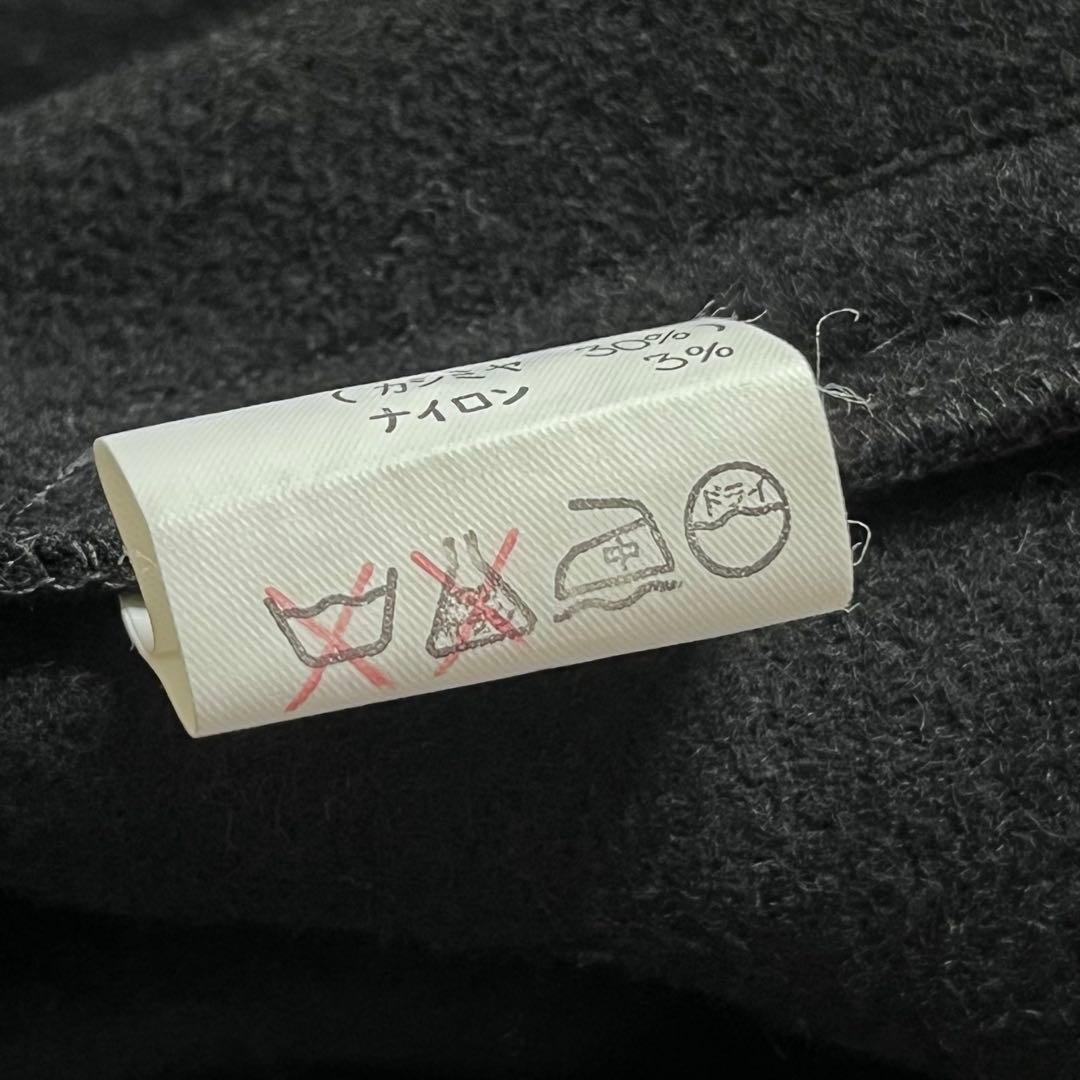 (カシミヤ 30%)
ナイロン 3%
中
ドライ